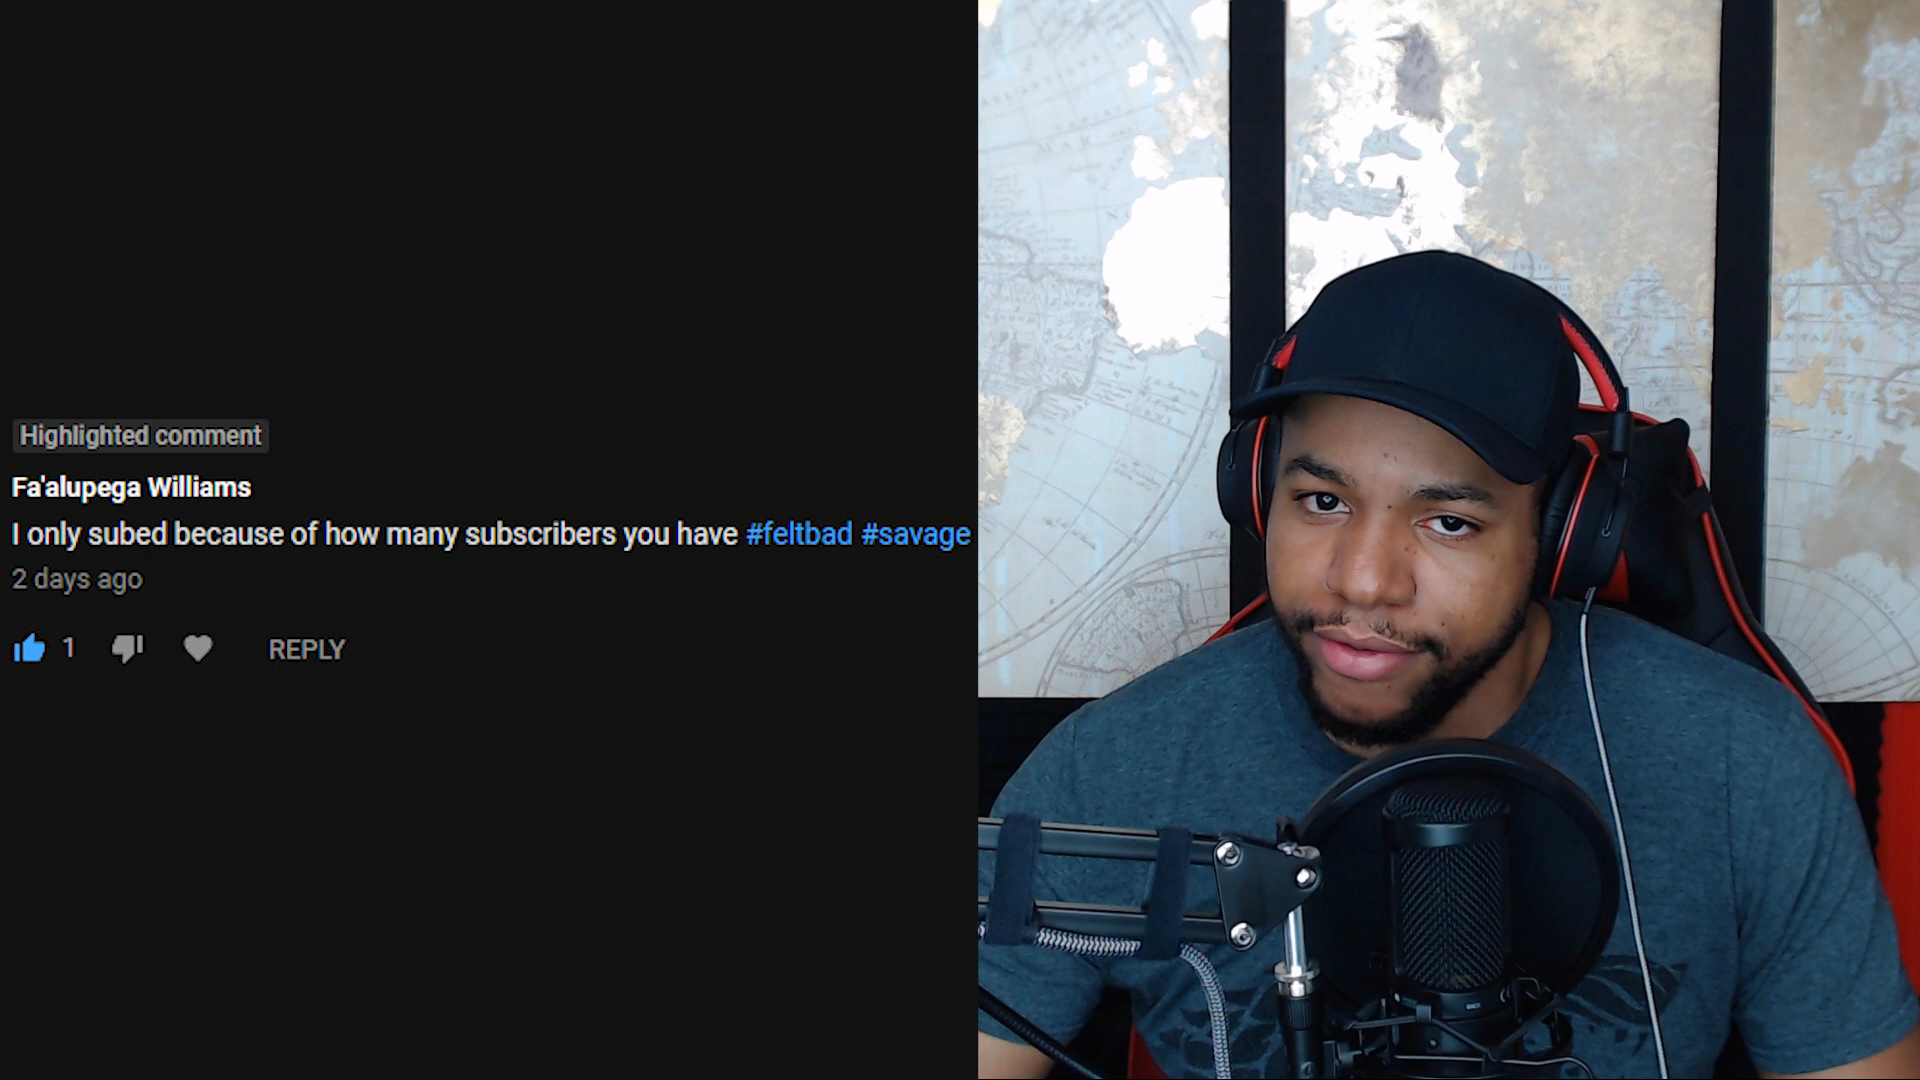 Highlighted comment
Fa'alupega Williams
I only subed because of how many subscribers you have #feltbad #savage
2 days ago
1 REPLY